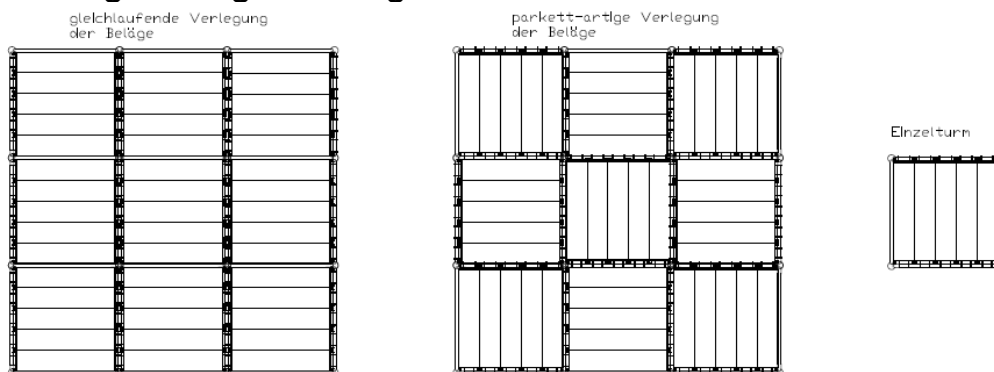 gleichlaufende Verlegung
der Beläge
parkett-artige Verlegung
der Beläge
Einzelturm